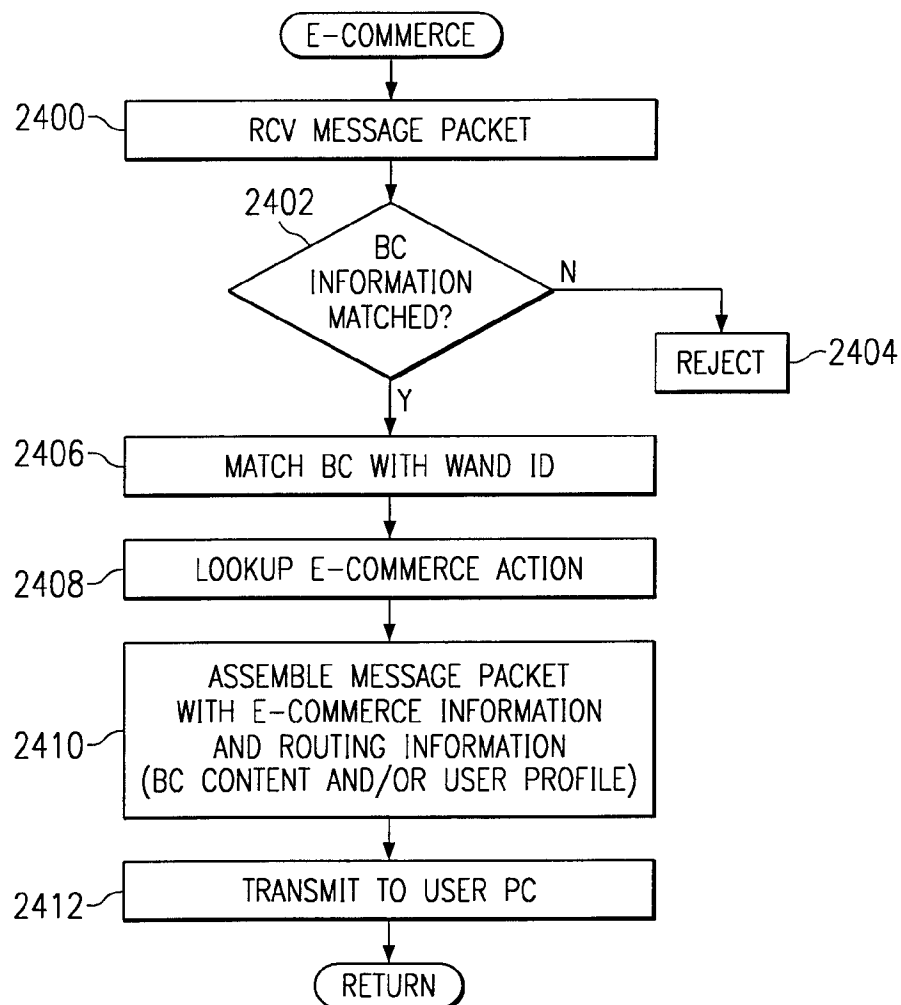 E-COMMERCE
2400
RCV MESSAGE PACKET
2402
BC
INFORMATION
MATCHED?
N
REJECT
2404
Y
2406
MATCH BC WITH WAND ID
2408
LOOKUP E-COMMERCE ACTION
2410
ASSEMBLE MESSAGE PACKET
WITH E-COMMERCE INFORMATION
AND ROUTING INFORMATION
(BC CONTENT AND/OR USER PROFILE)
2412
TRANSMIT TO USER PC
RETURN